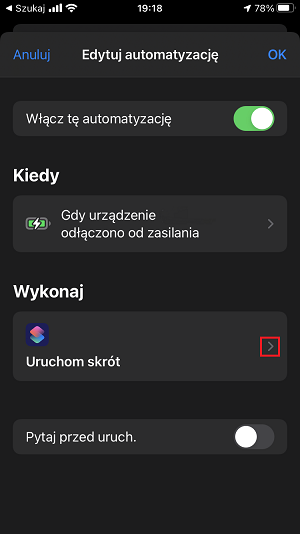 Szukaj 19:18 78%
Anuluj Edytuj automatyzację OK
Włącz tę automatyzację
Kiedy
Gdy urządzenie
odłączono od zasilania
Wykonaj
Uruchom skrót
Pytaj przed uruch.